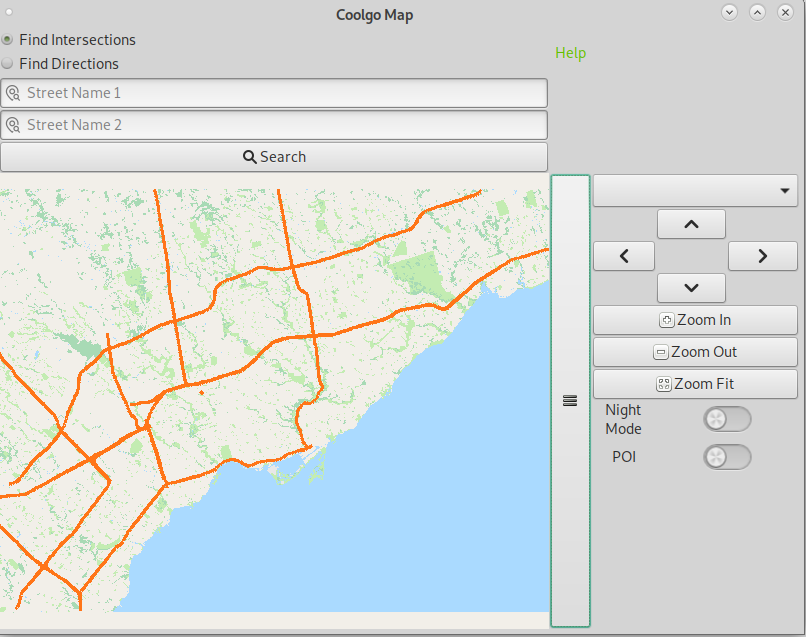 Coolgo Map
Find Intersections
Find Directions
Help
Street Name 1
Street Name 2
Search
Zoom In
Zoom Out
Zoom Fit
Night
Mode
POI